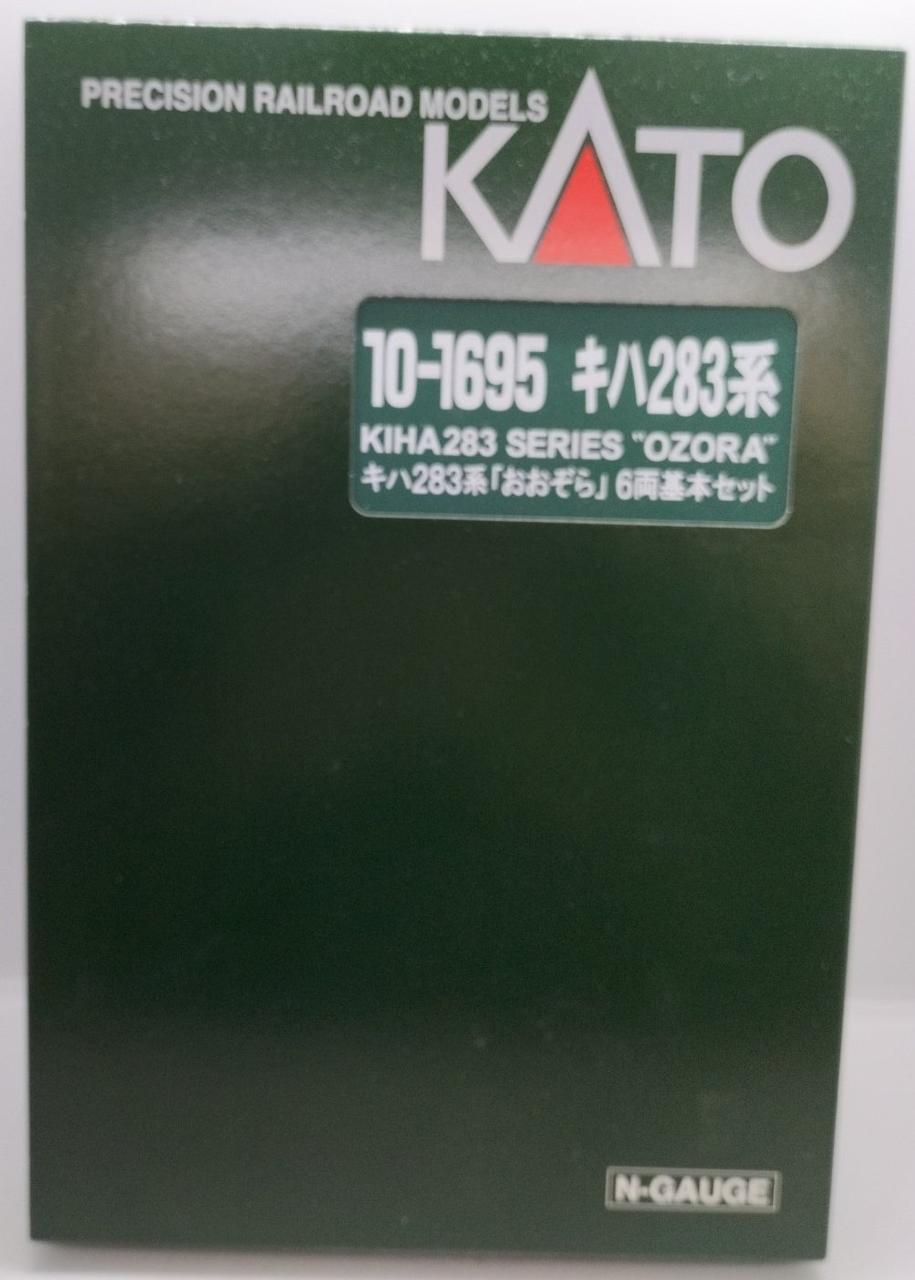 PRECISION RAILROAD MODELS
KATO
10-1695 キハ283系
KIHA283 SERIES "OZORA"
キハ283系「おおぞら」 6両基本セット
N-GAUGE